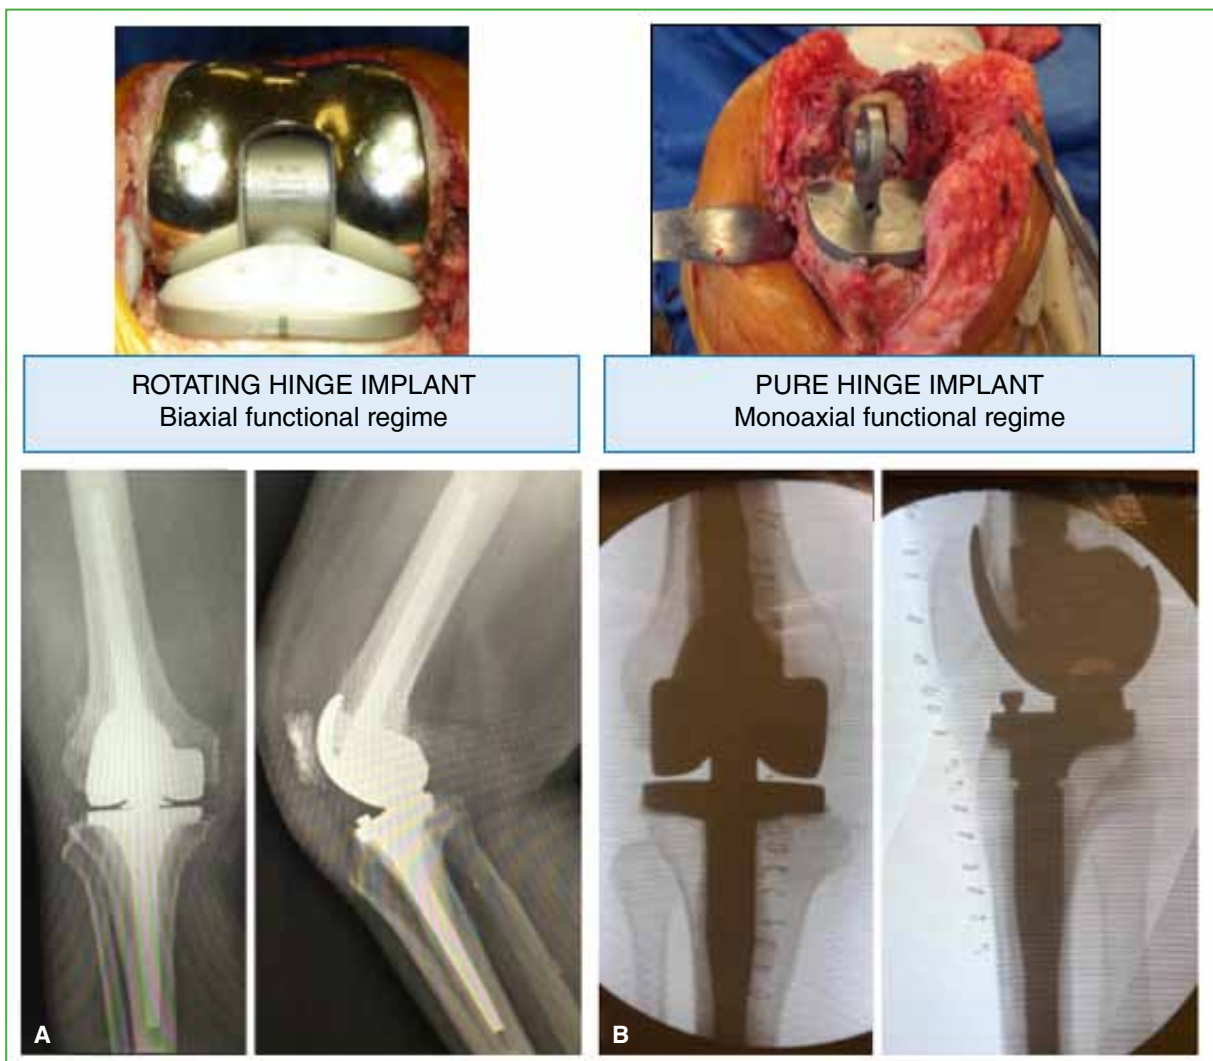 ROTATING HINGE IMPLANT
Biaxial functional regime
PURE HINGE IMPLANT
Monoaxial functional regime
A
B